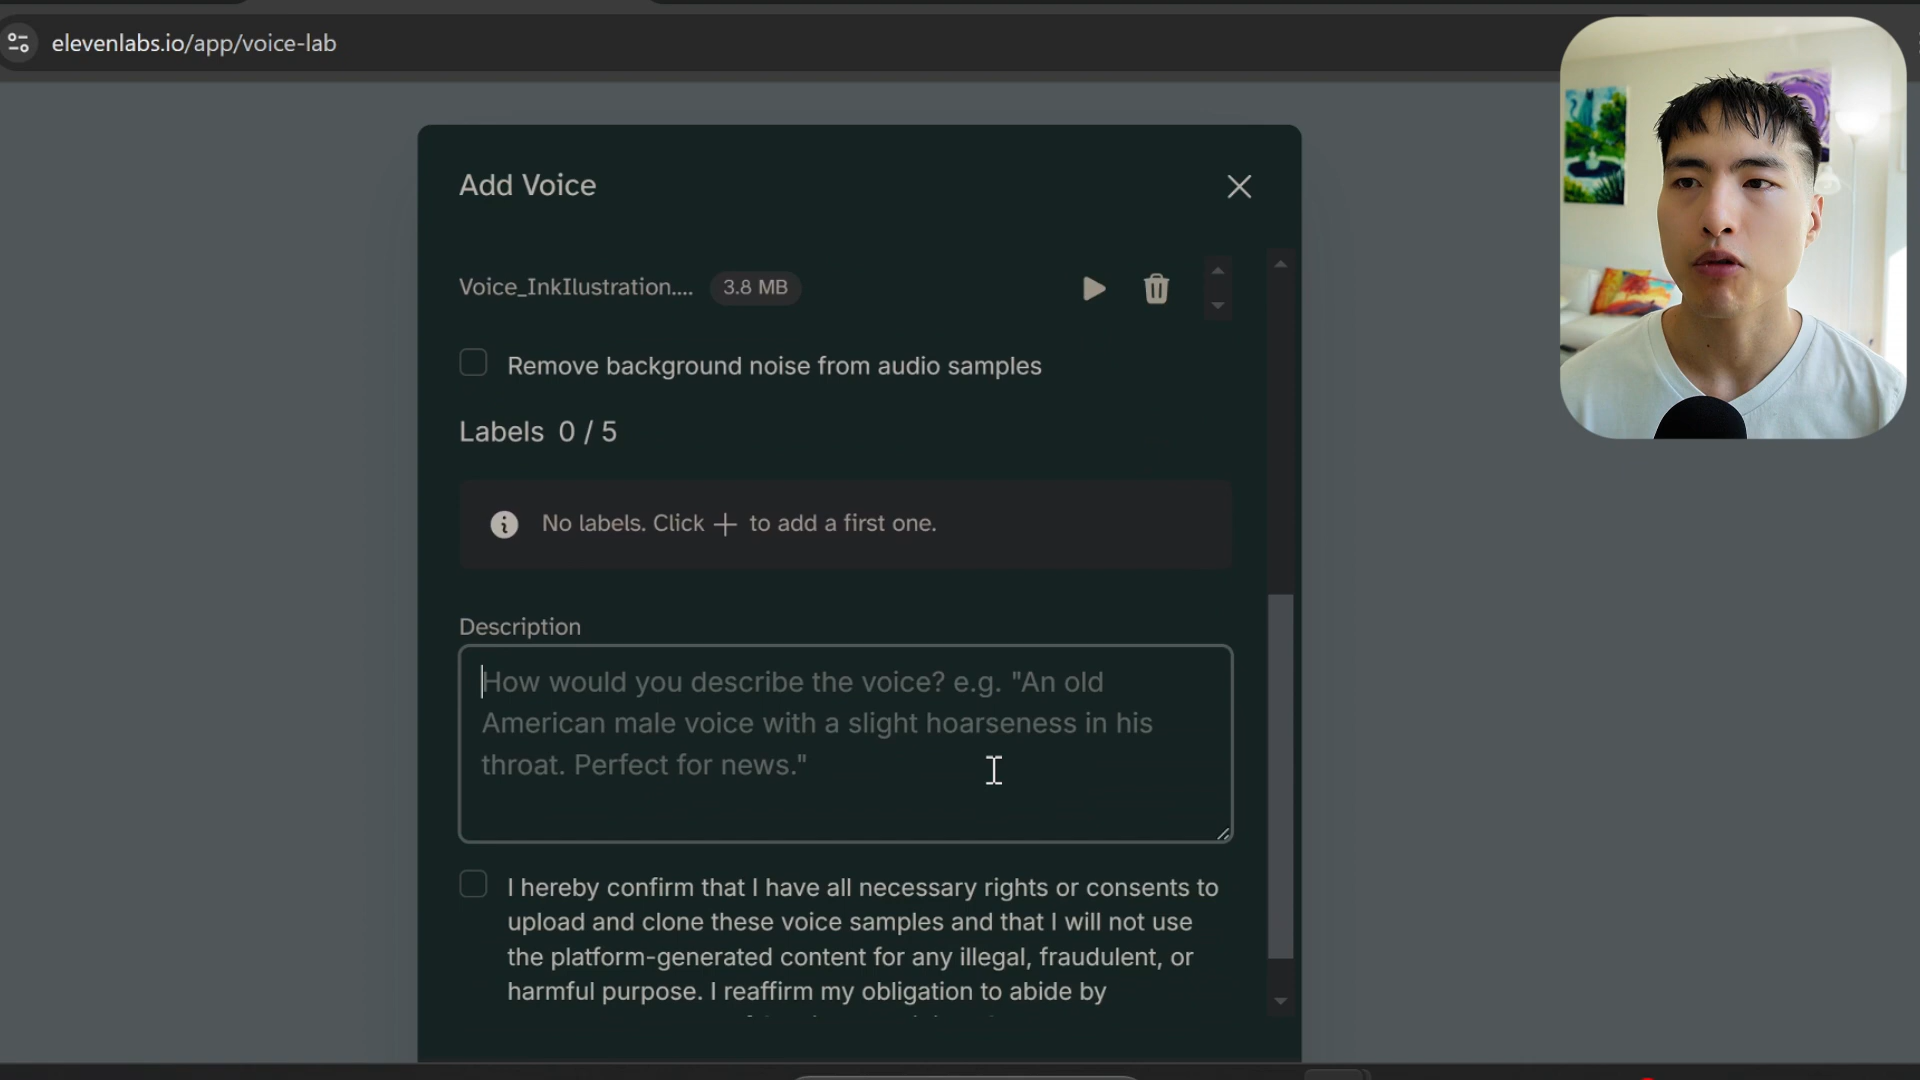 elevenlabs.io/app/voice-lab
Add Voice
Voice_InkIlustration.... 3.8 MB
Remove background noise from audio samples
Labels 0 / 5
No labels. Click + to add a first one.
Description
How would you describe the voice? e.g. "An old
American male voice with a slight hoarseness in his
throat. Perfect for news."
I hereby confirm that I have all necessary rights or consents to
upload and clone these voice samples and that I will not use
the platform-generated content for any illegal, fraudulent, or
harmful purpose. I reaffirm my obligation to abide by